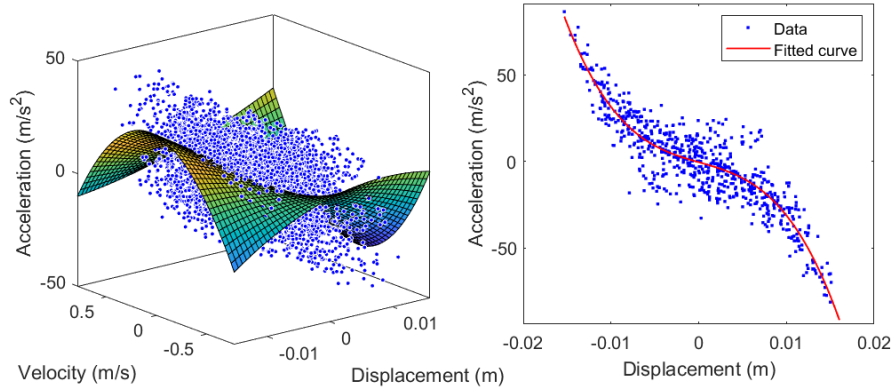 50
0
-50
Acceleration (m/s²)
0.5
0
-0.5
Velocity (m/s)
-0.01
0
0.01
Displacement (m)
Data
Fitted curve
50
0
-50
Acceleration (m/s²)
-0.02
-0.01
0
0.01
0.02
Displacement (m)